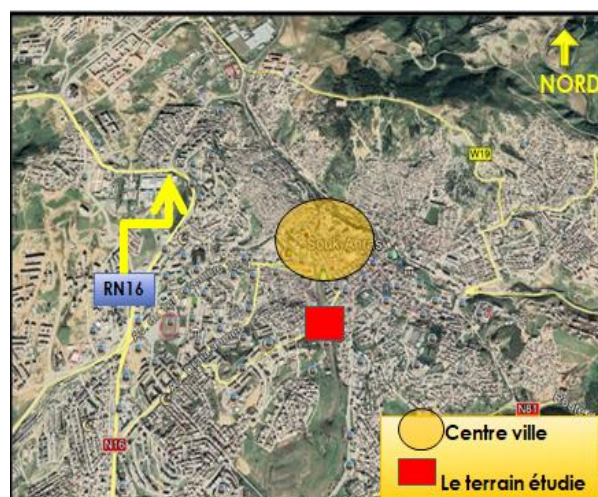 NORD
W19
Souk-Ahras
RN16
N16
N81
Centre ville
Le terrain étudie